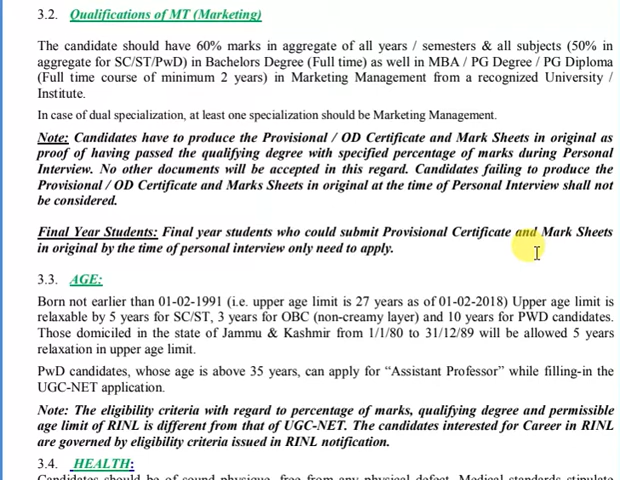 3.2. Qualifications of MT (Marketing)
The candidate should have 60% marks in aggregate of all years / semesters & all subjects (50% in
aggregate for SC/ST/PwD) in Bachelors Degree (Full time) as well in MBA / PG Degree / PG Diploma
(Full time course of minimum 2 years) in Marketing Management from a recognized University /
Institute.
In case of dual specialization, at least one specialization should be Marketing Management.
Note: Candidates have to produce the Provisional / OD Certificate and Mark Sheets in original as
proof of having passed the qualifying degree with specified percentage of marks during Personal
Interview. No other documents will be accepted in this regard. Candidates failing to produce the
Provisional / OD Certificate and Marks Sheets in original at the time of Personal Interview shall not
be considered.
Final Year Students: Final year students who could submit Provisional Certificate and Mark Sheets
in original by the time of personal interview only need to apply.
3.3. AGE:
Born not earlier than 01-02-1991 (i.e. upper age limit is 27 years as of 01-02-2018) Upper age limit is
relaxable by 5 years for SC/ST, 3 years for OBC (non-creamy layer) and 10 years for PWD candidates.
Those domiciled in the state of Jammu & Kashmir from 1/1/80 to 31/12/89 will be allowed 5 years
relaxation in upper age limit.
PwD candidates, whose age is above 35 years, can apply for “Assistant Professor” while filling-in the
UGC-NET application.
Note: The eligibility criteria with regard to percentage of marks, qualifying degree and permissible
age limit of RINL is different from that of UGC-NET. The candidates interested for Career in RINL
are governed by eligibility criteria issued in RINL notification.
3.4. HEALTH:
Candidates should be of sound physique, free from any physical defect. Medical standards stipulate